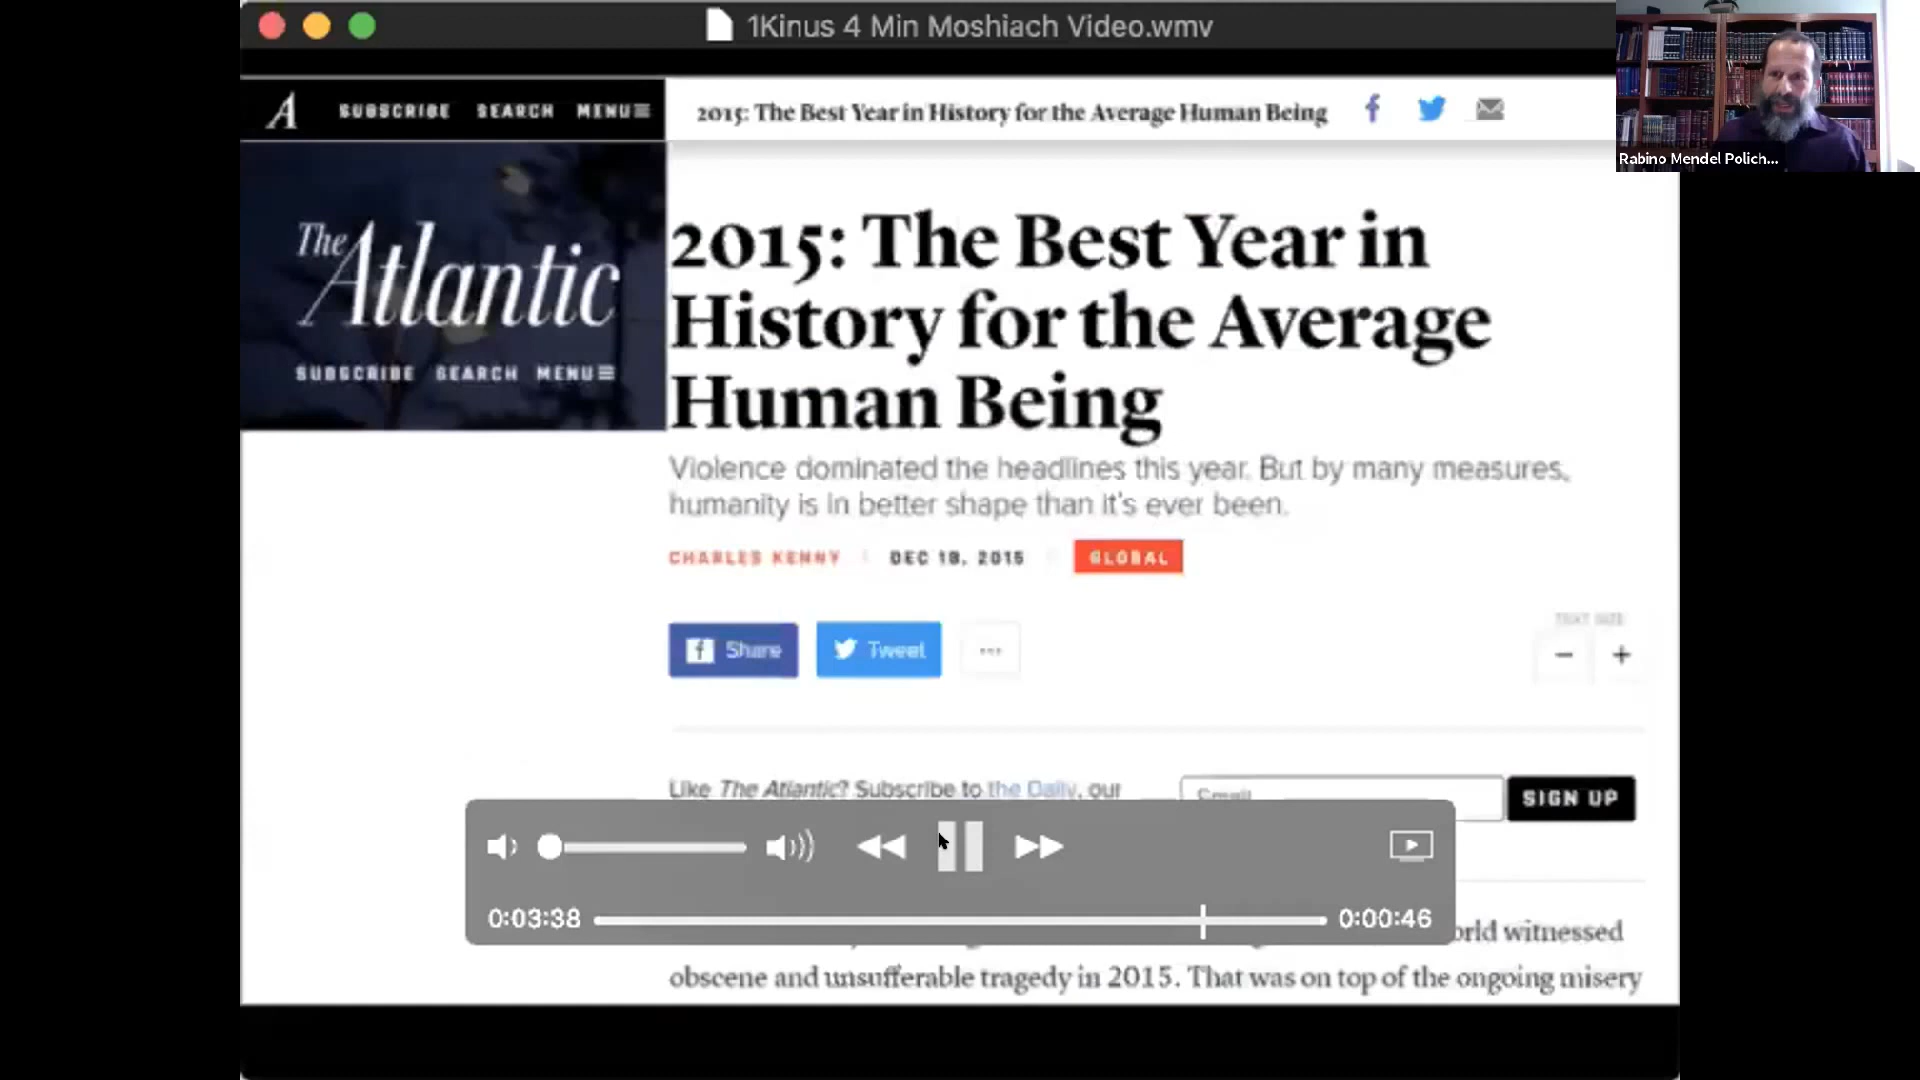 1Kinus 4 Min Moshiach Video.wmv
A SUBSCRIBE SEARCH MENU
2015: The Best Year in History for the Average Human Being
Rabino Mendel Polich...
The Atlantic
SUBSCRIBE SEARCH MENU
2015: The Best Year in
History for the Average
Human Being
Violence dominated the headlines this year. But by many measures,
humanity is in better shape than it's ever been.
CHARLES KENNY DEC 18, 2015 GLOBAL
TEXT SIZE
Share Tweet ...
− +
Like The Atlantic? Subscribe to the Daily, our
Email
SIGN UP
0:03:38 0:00:46
witnessed
obscene and unsufferable tragedy in 2015. That was on top of the ongoing misery